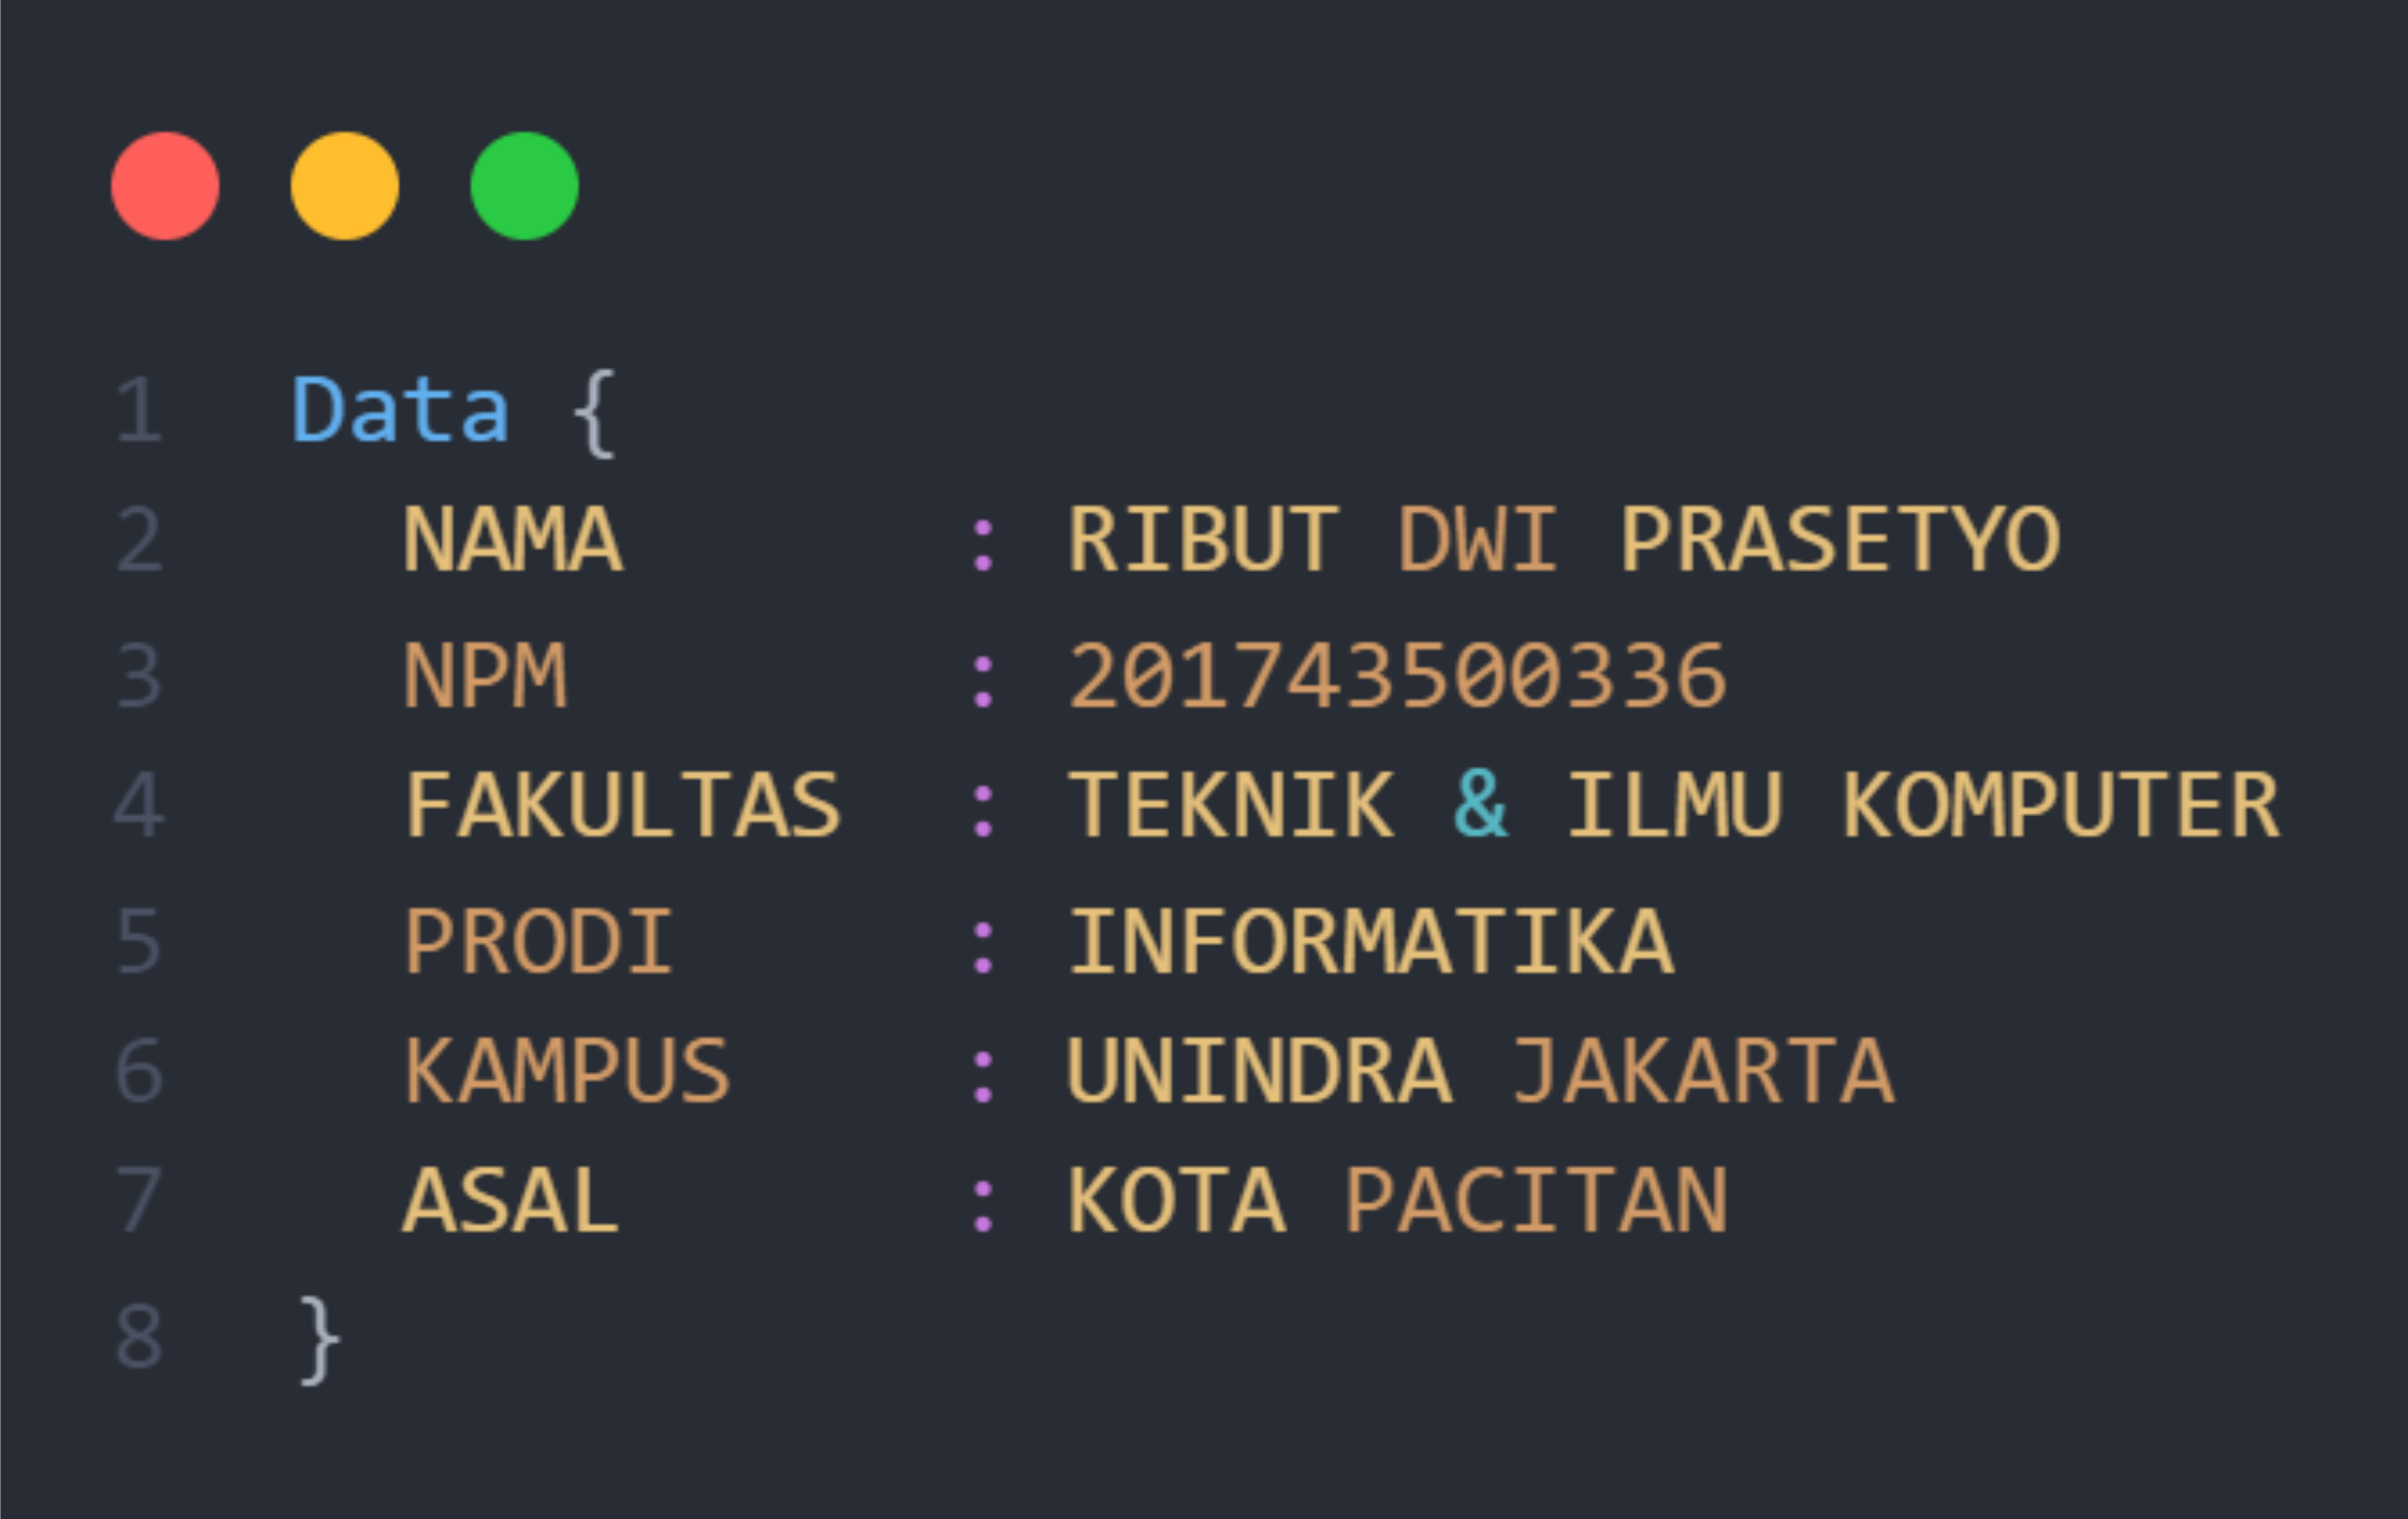 1 Data {
2 NAMA : RIBUT DWI PRASETYO
3 NPM : 201743500336
4 FAKULTAS : TEKNIK & ILMU KOMPUTER
5 PRODI : INFORMATIKA
6 KAMPUS : UNINDRA JAKARTA
7 ASAL : KOTA PACITAN
8 }